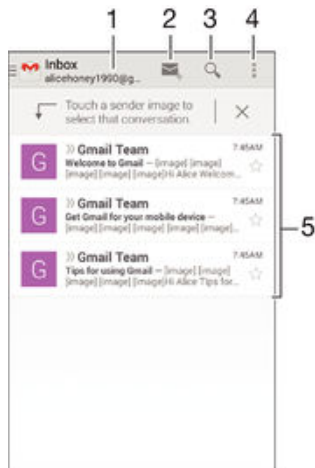 1 2 3 4
Inbox
alicehoney1990@g...
Touch a sender image to
select that conversation
G
Gmail Team
7:45AM
Welcome to Gmail – [image] [image]
[image] [image] [image]Hi Alice Welcom...
G
Gmail Team
7:45AM
Get Gmail for your mobile device –
[image] [image] [image] [image] [image]...
G
Gmail Team
7:45AM
Tips for using Gmail – [image] [image]
[image] [image] [image]Hi Alice Tips for...
5